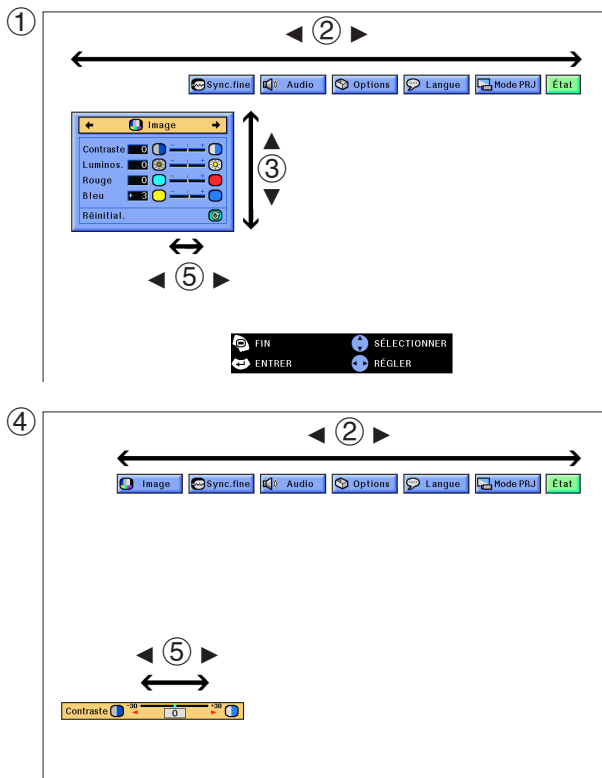 ①
◄ ② ►
Sync.fine Audio Options Langue Mode PRJ État
Image
Contraste 0
Luminos. 0
Rouge 0
Bleu + 3
Réinitial.
▲
③
▼
◄ ⑤ ►
FIN SÉLECTIONNER
ENTRER RÉGLER
④
◄ ② ►
Image Sync.fine Audio Options Langue Mode PRJ État
◄ ⑤ ►
Contraste -30 0 +30